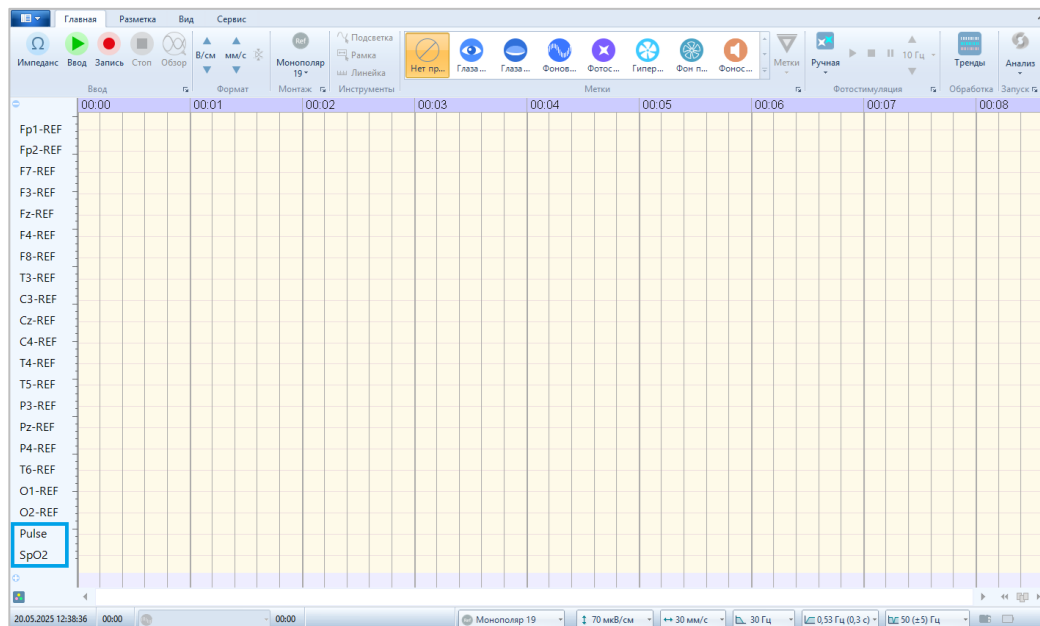 Главная Разметка Вид Сервис
Ω Ref Подсветка
В/см мм/с Рамка
Импеданс Ввод Запись Стоп Обзор Монополяр 19 Линейка Нет пр... Глаза ... Глаза ... Фонов... Фотос... Гипер... Фон п... Фонос... Метки Ручная 10 Гц Тренды Анализ
Ввод Формат Монтаж Инструменты Метки Фотостимуляция Обработка Запуск
00:00 00:01 00:02 00:03 00:04 00:05 00:06 00:07 00:08
Fp1-REF
Fp2-REF
F7-REF
F3-REF
Fz-REF
F4-REF
F8-REF
T3-REF
C3-REF
Cz-REF
C4-REF
T4-REF
T5-REF
P3-REF
Pz-REF
P4-REF
T6-REF
O1-REF
O2-REF
Pulse
SpO2
20.05.2025 12:38:36 00:00 00:00 Монополяр 19 70 мкВ/см 30 мм/с 30 Гц 0,53 Гц (0,3 с) 50 (±5) Гц